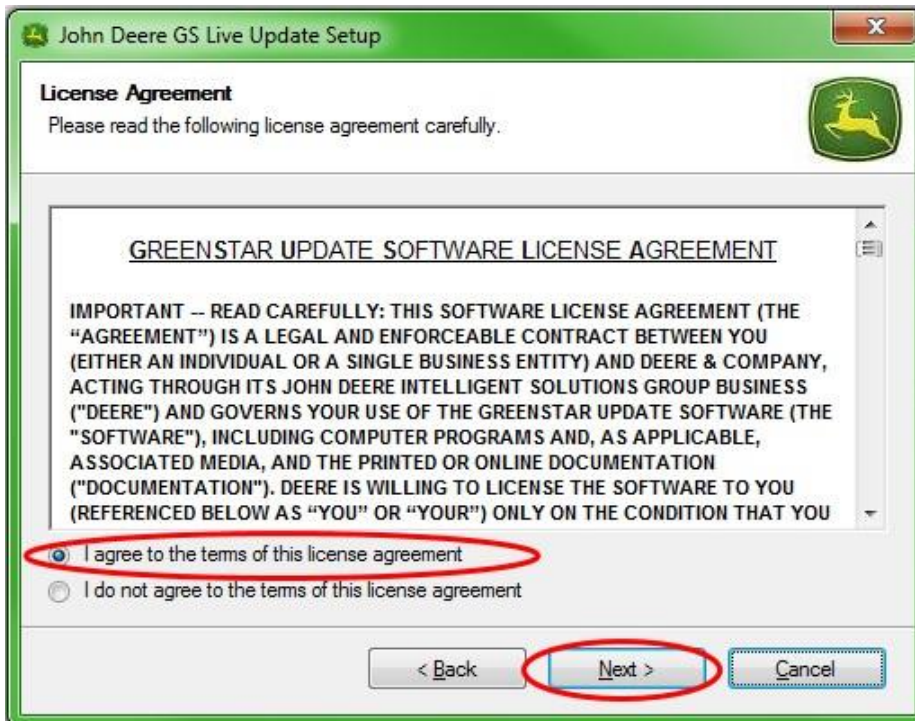 John Deere GS Live Update Setup
License Agreement
Please read the following license agreement carefully.
GREENSTAR UPDATE SOFTWARE LICENSE AGREEMENT
IMPORTANT -- READ CAREFULLY: THIS SOFTWARE LICENSE AGREEMENT (THE
“AGREEMENT”) IS A LEGAL AND ENFORCEABLE CONTRACT BETWEEN YOU
(EITHER AN INDIVIDUAL OR A SINGLE BUSINESS ENTITY) AND DEERE & COMPANY,
ACTING THROUGH ITS JOHN DEERE INTELLIGENT SOLUTIONS GROUP BUSINESS
("DEERE") AND GOVERNS YOUR USE OF THE GREENSTAR UPDATE SOFTWARE (THE
"SOFTWARE"), INCLUDING COMPUTER PROGRAMS AND, AS APPLICABLE,
ASSOCIATED MEDIA, AND THE PRINTED OR ONLINE DOCUMENTATION
("DOCUMENTATION"). DEERE IS WILLING TO LICENSE THE SOFTWARE TO YOU
(REFERENCED BELOW AS “YOU” OR “YOUR”) ONLY ON THE CONDITION THAT YOU
I agree to the terms of this license agreement
I do not agree to the terms of this license agreement
< Back Next > Cancel